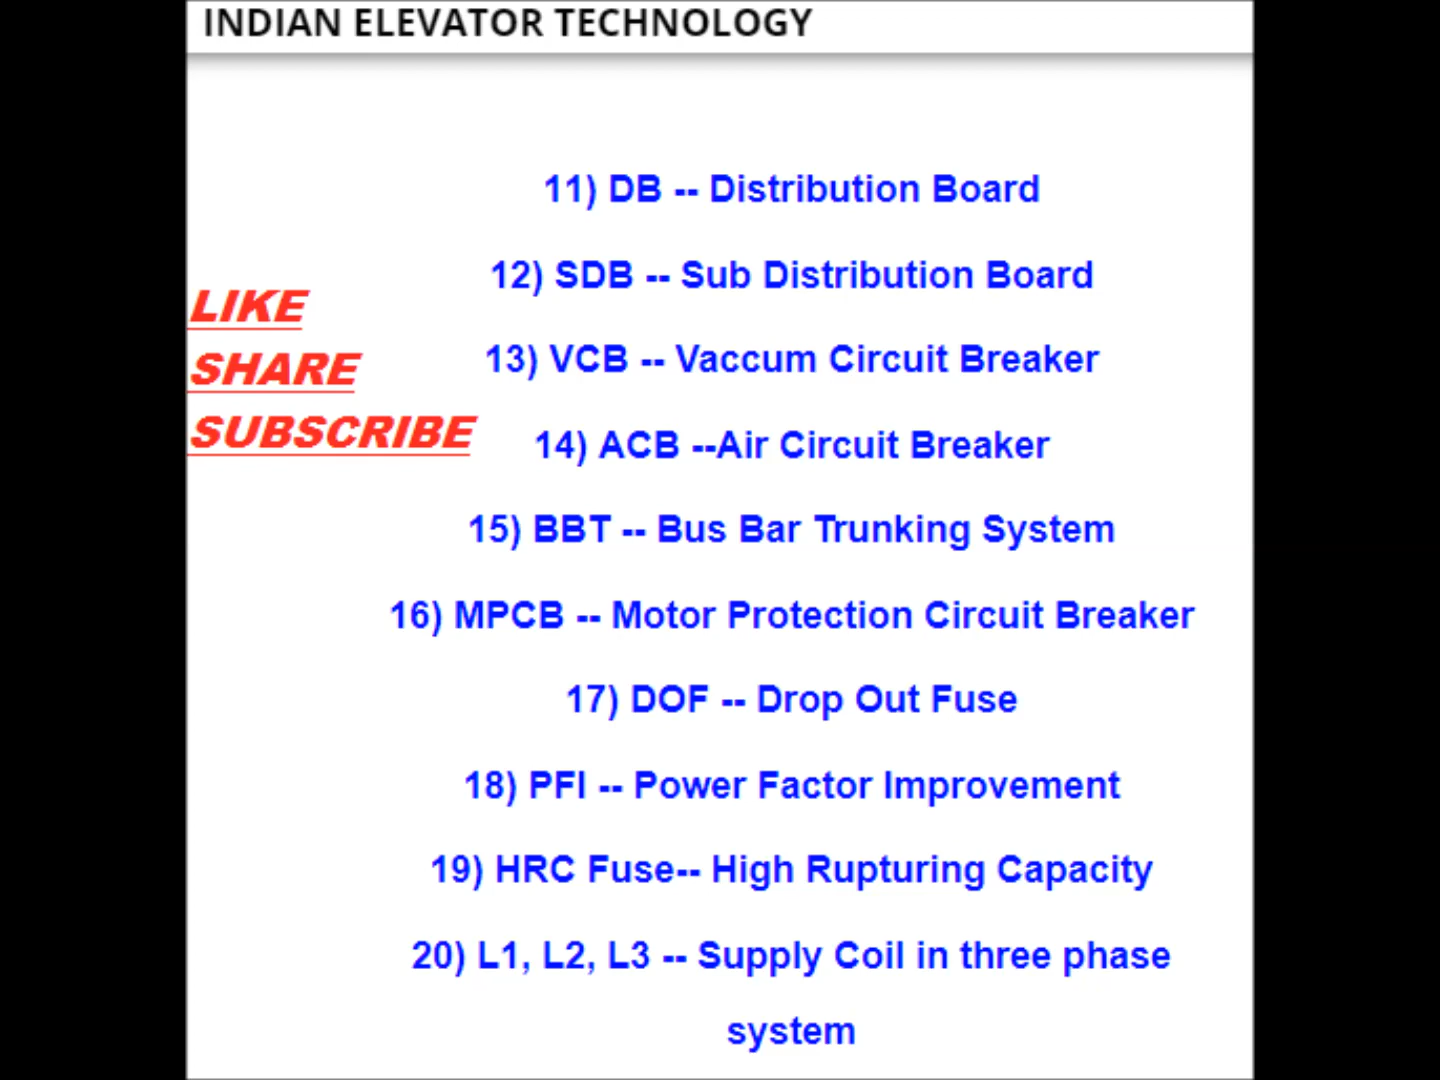 INDIAN ELEVATOR TECHNOLOGY
11) DB -- Distribution Board
12) SDB -- Sub Distribution Board
LIKE
13) VCB -- Vaccum Circuit Breaker
SHARE
SUBSCRIBE
14) ACB --Air Circuit Breaker
15) BBT -- Bus Bar Trunking System
16) MPCB -- Motor Protection Circuit Breaker
17) DOF -- Drop Out Fuse
18) PFI -- Power Factor Improvement
19) HRC Fuse-- High Rupturing Capacity
20) L1, L2, L3 -- Supply Coil in three phase
system